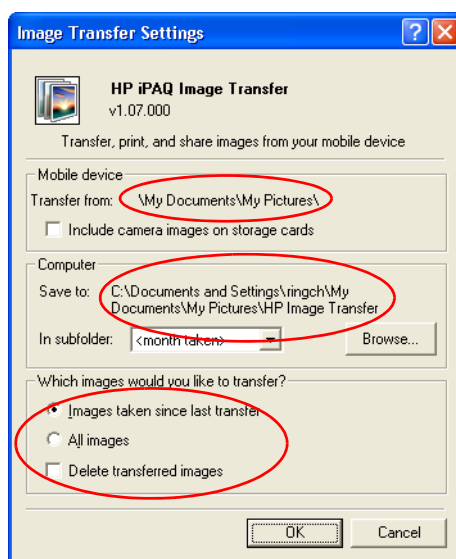 Image Transfer Settings
HP iPAQ Image Transfer
v1.07.000
Transfer, print, and share images from your mobile device
Mobile device
Transfer from: \My Documents\My Pictures\
Include camera images on storage cards
Computer
Save to: C:\Documents and Settings\ringch\My
Documents\My Pictures\HP Image Transfer
In subfolder: <month taken> Browse...
Which images would you like to transfer?
Images taken since last transfer
All images
Delete transferred images
OK Cancel